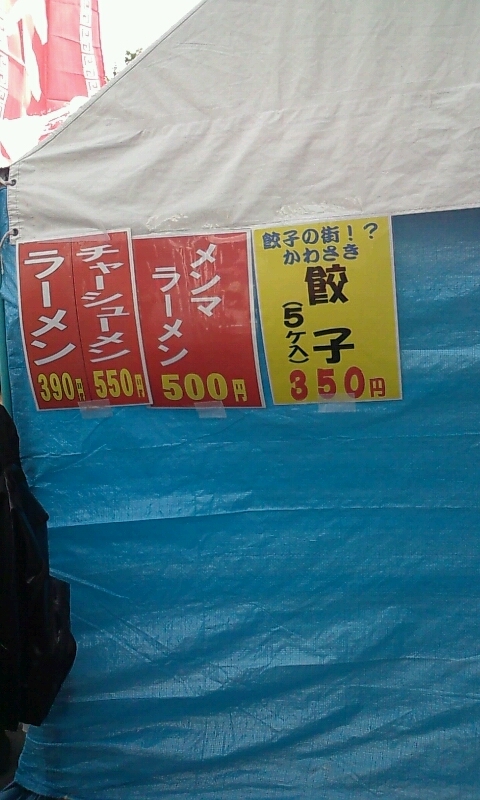 ラーメン
390円
チャーシューメン
550円
メンマ
ラーメン
500円
餃子の街！？
かわさき
餃子
(5ケ入)
350円